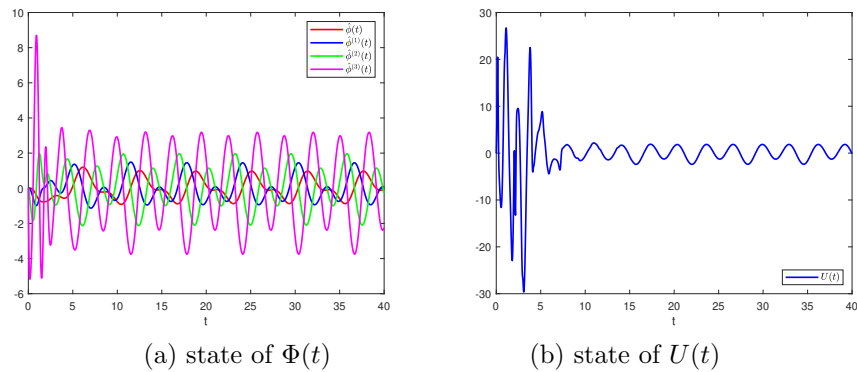 10
8
6
4
2
0
-2
-4
-6
0 5 10 15 20 25 30 35 40
t
φ̂(t)
φ̂⁽¹⁾(t)
φ̂⁽²⁾(t)
φ̂⁽³⁾(t)
(a) state of Φ(t)
30
20
10
0
-10
-20
-30
0 5 10 15 20 25 30 35 40
t
U(t)
(b) state of U(t)